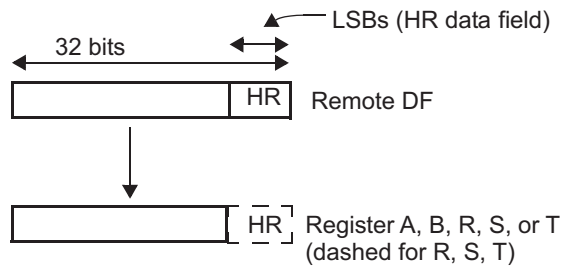 LSBs (HR data field)
32 bits
HR Remote DF
HR Register A, B, R, S, or T
(dashed for R, S, T)